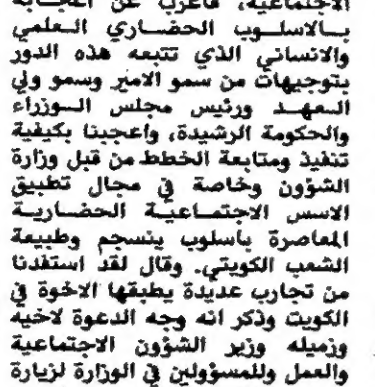 الاجتماعية، فأعرب عن اعجابه
بالاسلوب الحضاري العلمي
والانساني الذي تتبعه هذه الدور
بتوجيهات من سمو الامير وسمو ولي
العهد ورئيس مجلس الوزراء
والحكومة الرشيدة، واعجبنا بكيفية
تنفيذ ومتابعة الخطط من قبل وزارة
الشؤون وخاصة في مجال تطبيق
الاسس الاجتماعية الحضارية
المعاصرة بأسلوب ينسجم وطبيعة
الشعب الكويتي. وقال لقد استفدنا
من تجارب عديدة يطبقها الاخوة في
الكويت وذكر انه وجه الدعوة لاخيه
وزميله وزير الشؤون الاجتماعية
والعمل وللمسؤولين في الوزارة لزيارة